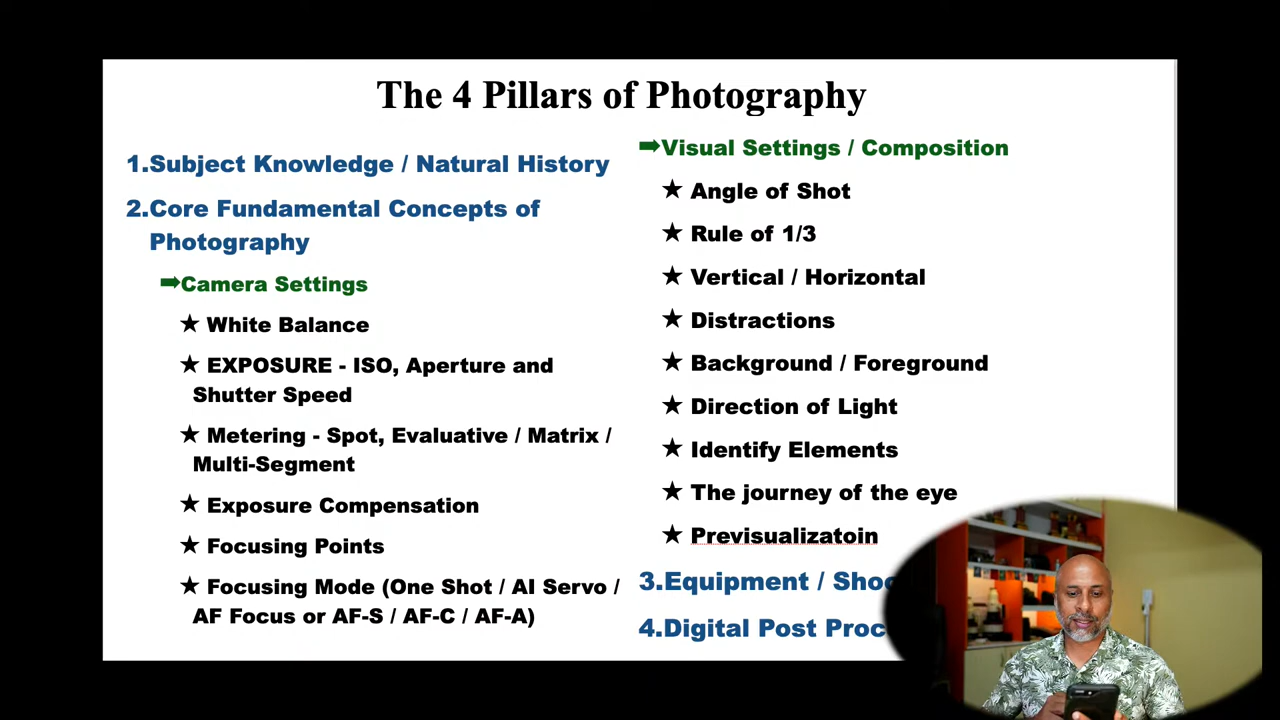 The 4 Pillars of Photography
1.Subject Knowledge / Natural History
2.Core Fundamental Concepts of
Photography
➡Camera Settings
★ White Balance
★ EXPOSURE - ISO, Aperture and
Shutter Speed
★ Metering - Spot, Evaluative / Matrix /
Multi-Segment
★ Exposure Compensation
★ Focusing Points
★ Focusing Mode (One Shot / AI Servo /
AF Focus or AF-S / AF-C / AF-A)
➡Visual Settings / Composition
★ Angle of Shot
★ Rule of 1/3
★ Vertical / Horizontal
★ Distractions
★ Background / Foreground
★ Direction of Light
★ Identify Elements
★ The journey of the eye
★ Previsualizatoin
3.Equipment /
4.Digital Post